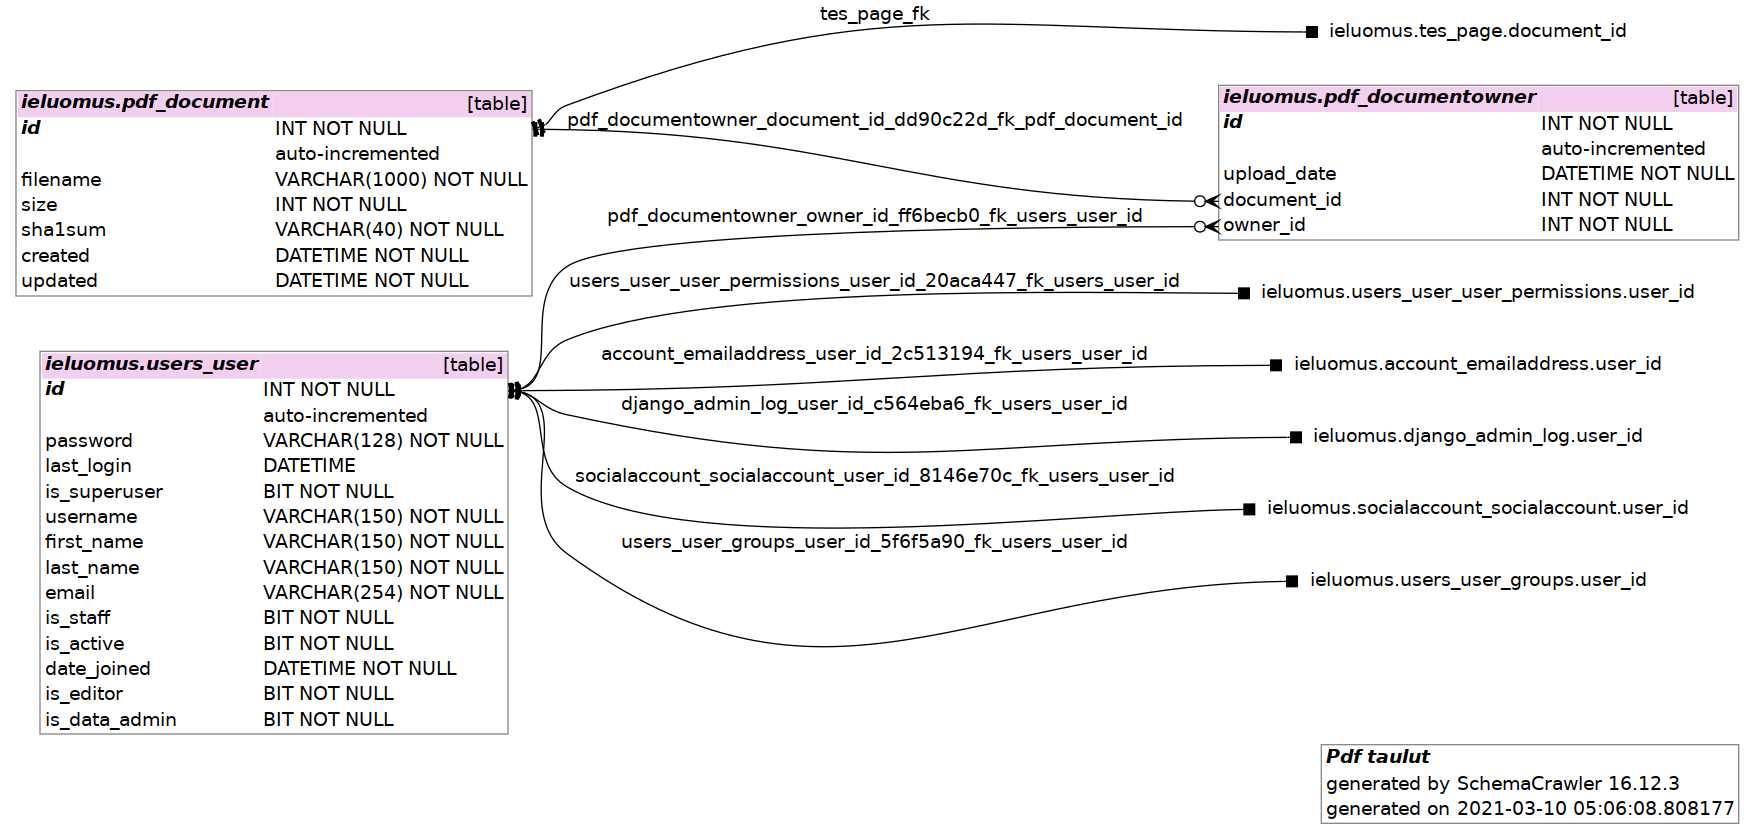 tes_page_fk
ieluomus.tes_page.document_id
ieluomus.pdf_document [table]
id INT NOT NULL
auto-incremented
filename VARCHAR(1000) NOT NULL
size INT NOT NULL
sha1sum VARCHAR(40) NOT NULL
created DATETIME NOT NULL
updated DATETIME NOT NULL
pdf_documentowner_document_id_dd90c22d_fk_pdf_document_id
ieluomus.pdf_documentowner [table]
id INT NOT NULL
auto-incremented
upload_date DATETIME NOT NULL
document_id INT NOT NULL
owner_id INT NOT NULL
pdf_documentowner_owner_id_ff6becb0_fk_users_user_id
users_user_user_permissions_user_id_20aca447_fk_users_user_id
ieluomus.users_user_user_permissions.user_id
account_emailaddress_user_id_2c513194_fk_users_user_id
ieluomus.account_emailaddress.user_id
django_admin_log_user_id_c564eba6_fk_users_user_id
ieluomus.django_admin_log.user_id
socialaccount_socialaccount_user_id_8146e70c_fk_users_user_id
ieluomus.socialaccount_socialaccount.user_id
users_user_groups_user_id_5f6f5a90_fk_users_user_id
ieluomus.users_user_groups.user_id
ieluomus.users_user [table]
id INT NOT NULL
auto-incremented
password VARCHAR(128) NOT NULL
last_login DATETIME
is_superuser BIT NOT NULL
username VARCHAR(150) NOT NULL
first_name VARCHAR(150) NOT NULL
last_name VARCHAR(150) NOT NULL
email VARCHAR(254) NOT NULL
is_staff BIT NOT NULL
is_active BIT NOT NULL
date_joined DATETIME NOT NULL
is_editor BIT NOT NULL
is_data_admin BIT NOT NULL
Pdf taulut
generated by SchemaCrawler 16.12.3
generated on 2021-03-10 05:06:08.808177